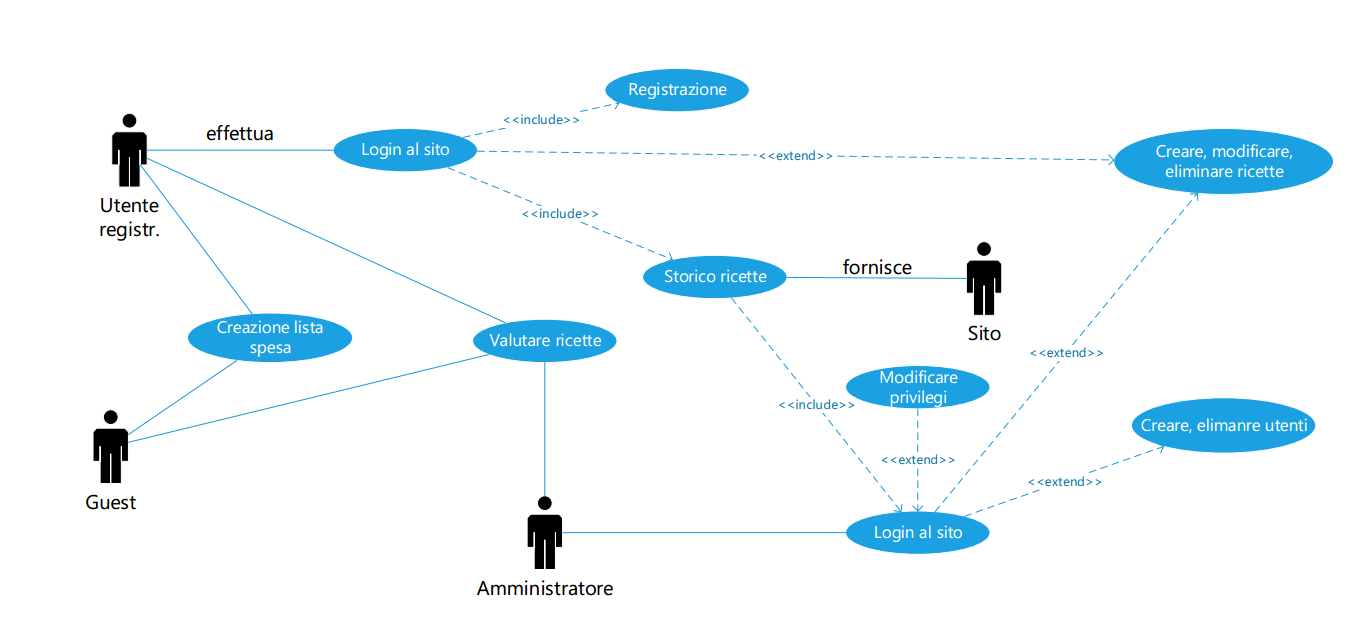 Registrazione
<<include>>
effettua
Login al sito
<<extend>>
Creare, modificare,
eliminare ricette
Utente
registr.
<<include>>
Storico ricette
fornisce
Sito
Creazione lista
spesa
Valutare ricette
<<extend>>
Modificare
privilegi
<<include>>
Creare, elimanre utenti
<<extend>>
<<extend>>
Guest
Login al sito
Amministratore